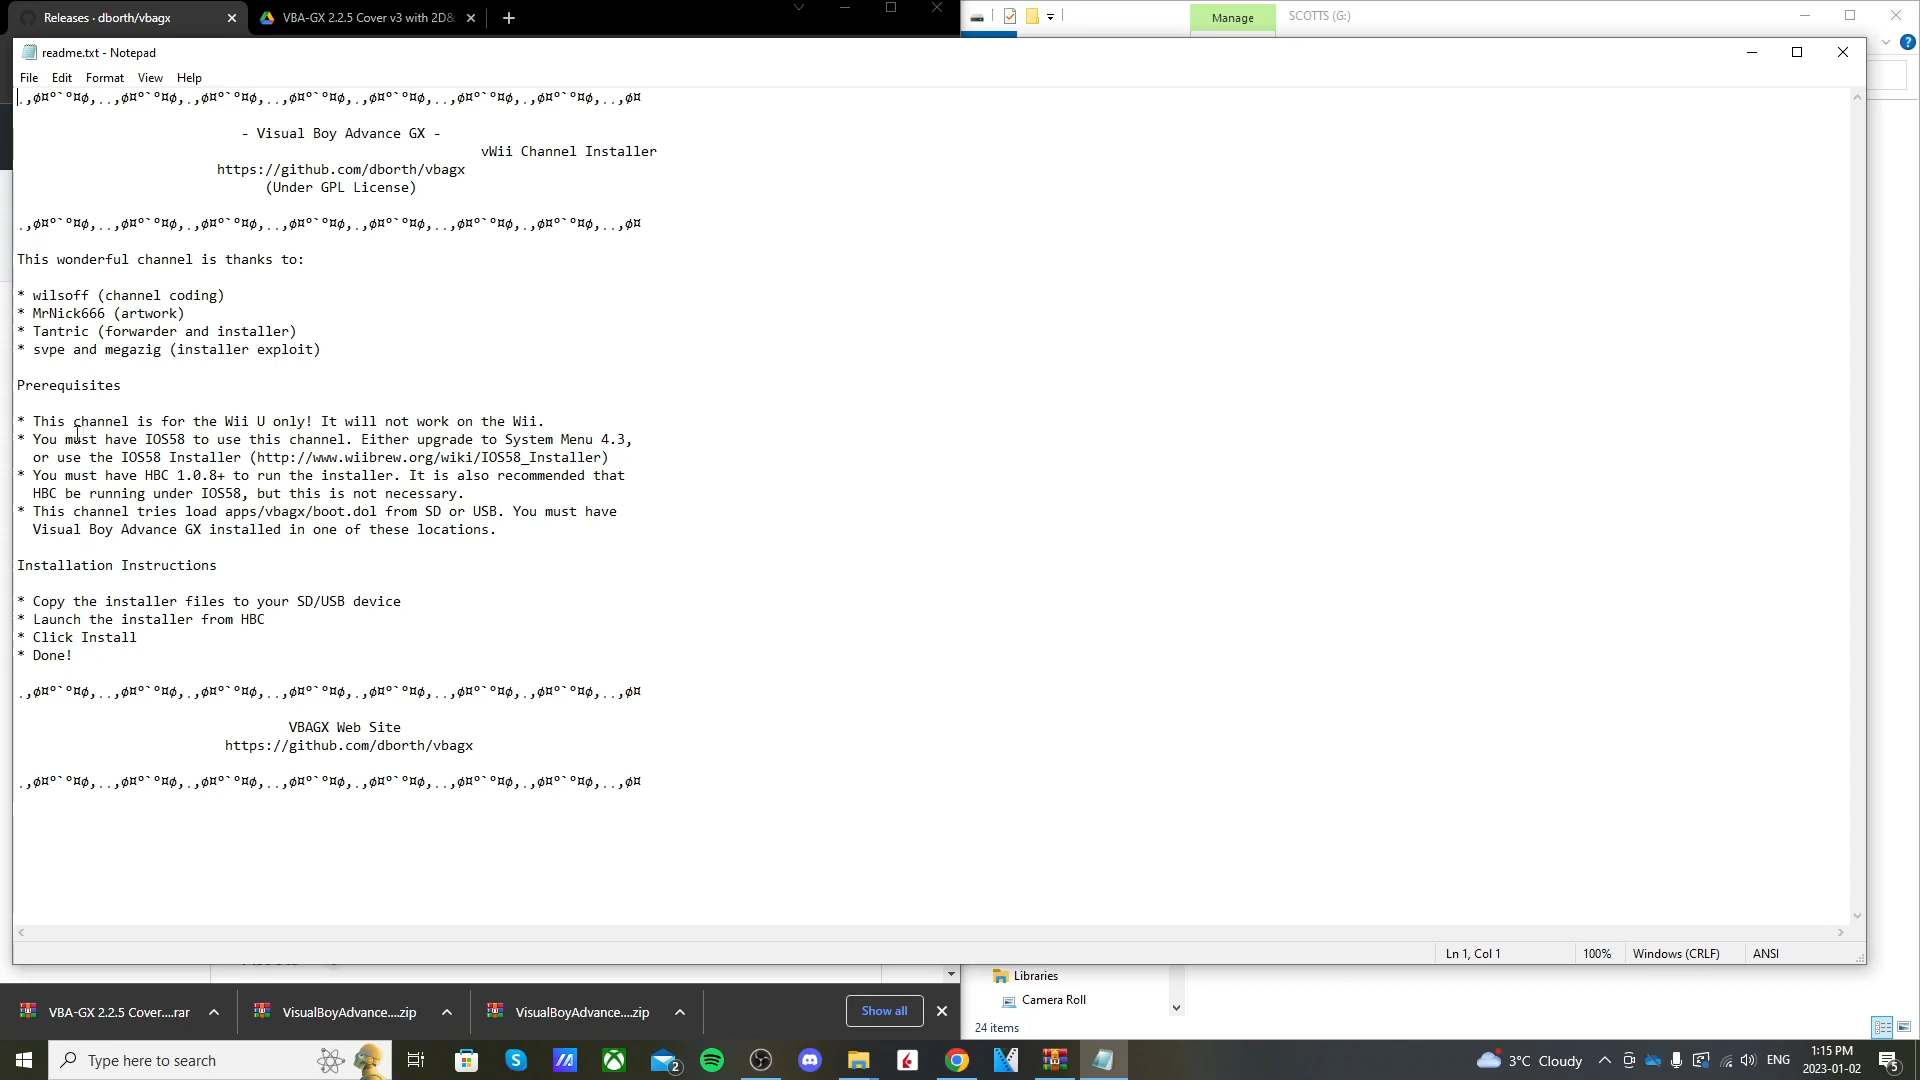 Releases · dborth/vbagx
VBA-GX 2.2.5 Cover v3 with 2D&
Manage
SCOTTS (G:)
readme.txt - Notepad
File Edit Format View Help
.,ø¤º`º¤ø,..,ø¤º`º¤ø,.,ø¤º`º¤ø,..,ø¤º`º¤ø,.,ø¤º`º¤ø,..,ø¤º`º¤ø,.,ø¤º`º¤ø,..,ø¤
- Visual Boy Advance GX -
vWii Channel Installer
https://github.com/dborth/vbagx
(Under GPL License)
.,ø¤º`º¤ø,..,ø¤º`º¤ø,.,ø¤º`º¤ø,..,ø¤º`º¤ø,.,ø¤º`º¤ø,..,ø¤º`º¤ø,.,ø¤º`º¤ø,..,ø¤
This wonderful channel is thanks to:
* wilsoff (channel coding)
* MrNick666 (artwork)
* Tantric (forwarder and installer)
* svpe and megazig (installer exploit)
Prerequisites
* This channel is for the Wii U only! It will not work on the Wii.
* You must have IOS58 to use this channel. Either upgrade to System Menu 4.3,
or use the IOS58 Installer (http://www.wiibrew.org/wiki/IOS58_Installer)
* You must have HBC 1.0.8+ to run the installer. It is also recommended that
HBC be running under IOS58, but this is not necessary.
* This channel tries load apps/vbagx/boot.dol from SD or USB. You must have
Visual Boy Advance GX installed in one of these locations.
Installation Instructions
* Copy the installer files to your SD/USB device
* Launch the installer from HBC
* Click Install
* Done!
.,ø¤º`º¤ø,..,ø¤º`º¤ø,.,ø¤º`º¤ø,..,ø¤º`º¤ø,.,ø¤º`º¤ø,..,ø¤º`º¤ø,.,ø¤º`º¤ø,..,ø¤
VBAGX Web Site
https://github.com/dborth/vbagx
.,ø¤º`º¤ø,..,ø¤º`º¤ø,.,ø¤º`º¤ø,..,ø¤º`º¤ø,.,ø¤º`º¤ø,..,ø¤º`º¤ø,.,ø¤º`º¤ø,..,ø¤
Ln 1, Col 1 100% Windows (CRLF) ANSI
Libraries
Camera Roll
24 items
VBA-GX 2.2.5 Cover....rar
VisualBoyAdvance....zip
VisualBoyAdvance....zip
Show all
Type here to search
2
3°C Cloudy
ENG
1:15 PM
2023-01-02
5